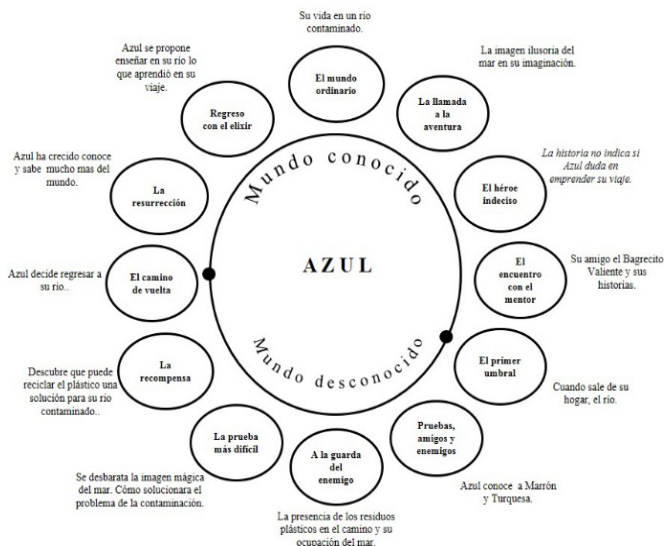 Su vida en un río
contaminado.
El mundo
ordinario
La imagen ilusoria del
mar en su imaginación.
La llamada
a la
aventura
La historia no indica si
Azul duda en
emprender su viaje.
El héroe
indeciso
Su amigo el Bagrecito
Valiente y sus
historias.
El
encuentro
con el
mentor
El primer
umbral
Cuando sale de su
hogar, el río.
Pruebas,
amigos y
enemigos
Azul conoce a Marrón
y Turquesa.
A la guarda
del
enemigo
La presencia de los residuos
plásticos en el camino y su
ocupación del mar.
La prueba
más difícil
Se desbarata la imagen mágica
del mar. Cómo solucionara el
problema de la contaminación.
La
recompensa
Descubre que puede
reciclar el plástico una
solución para su río
contaminado..
El camino
de vuelta
Azul decide regresar a
su río..
La
resurrección
Azul ha crecido conoce
y sabe mucho mas del
mundo.
Regreso
con el elixir
Azul se propone
enseñar en su río lo
que aprendió en su
viaje.
Mundo conocido
AZUL
Mundo desconocido